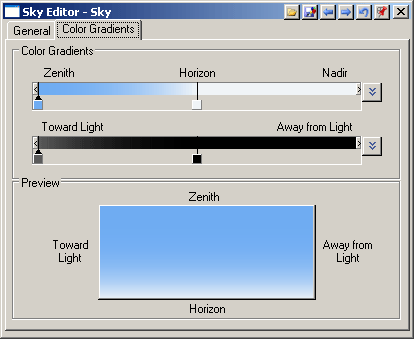 Sky Editor - Sky
General Color Gradients
Color Gradients
Zenith Horizon Nadir
Toward Light Away from Light
Preview
Zenith
Toward Light
Away from Light
Horizon